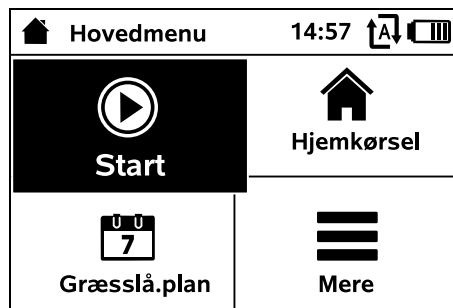 Hovedmenu 14:57 A
Start
Hjemkørsel
7
Græsslå.plan
Mere